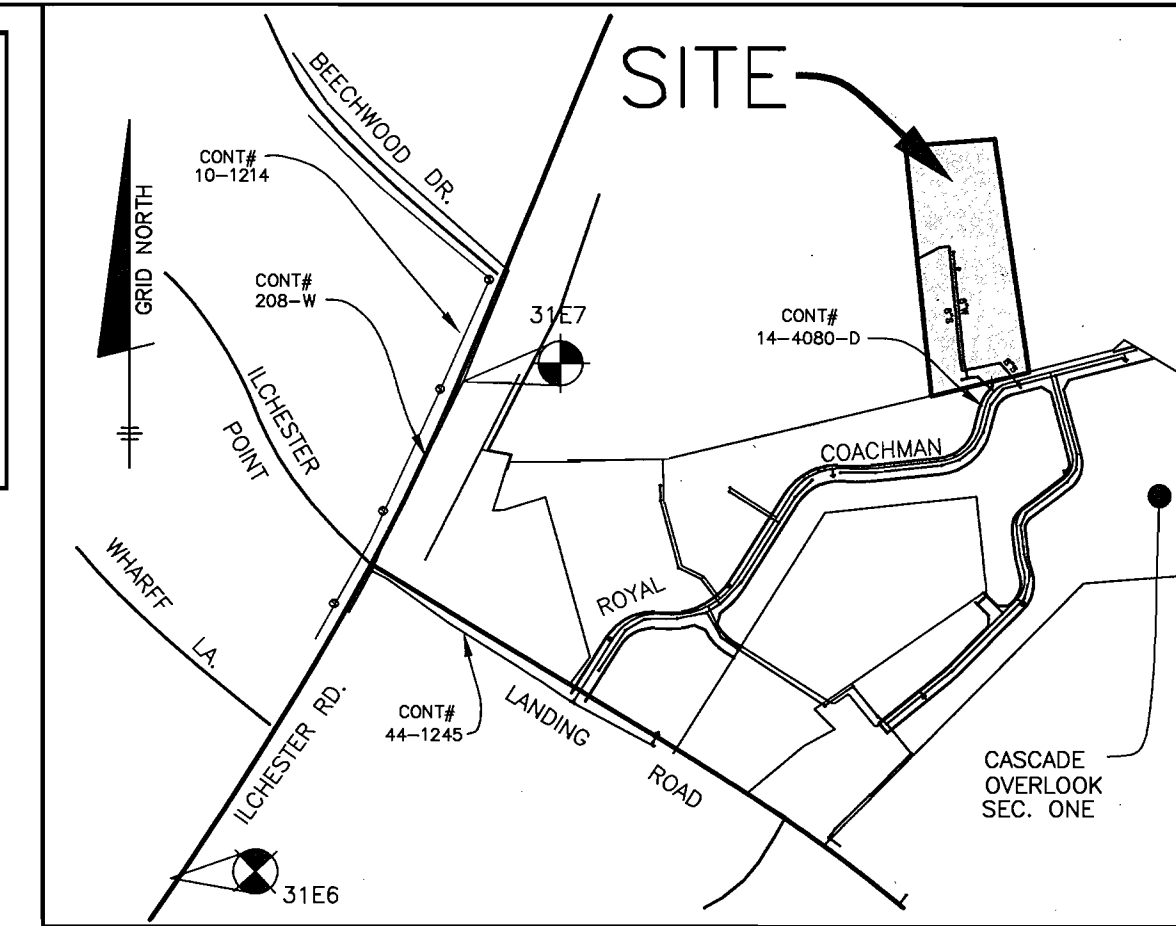 SITE
BEECHWOOD DR.
CONT#
10-1214
GRID NORTH
CONT#
208-W
31E7
CONT#
14-4080-D
ILCHESTER
POINT
COACHMAN
WHARFF
LA.
ROYAL
CONT#
44-1245
LANDING
ROAD
ILCHESTER RD.
CASCADE
OVERLOOK
SEC. ONE
31E6